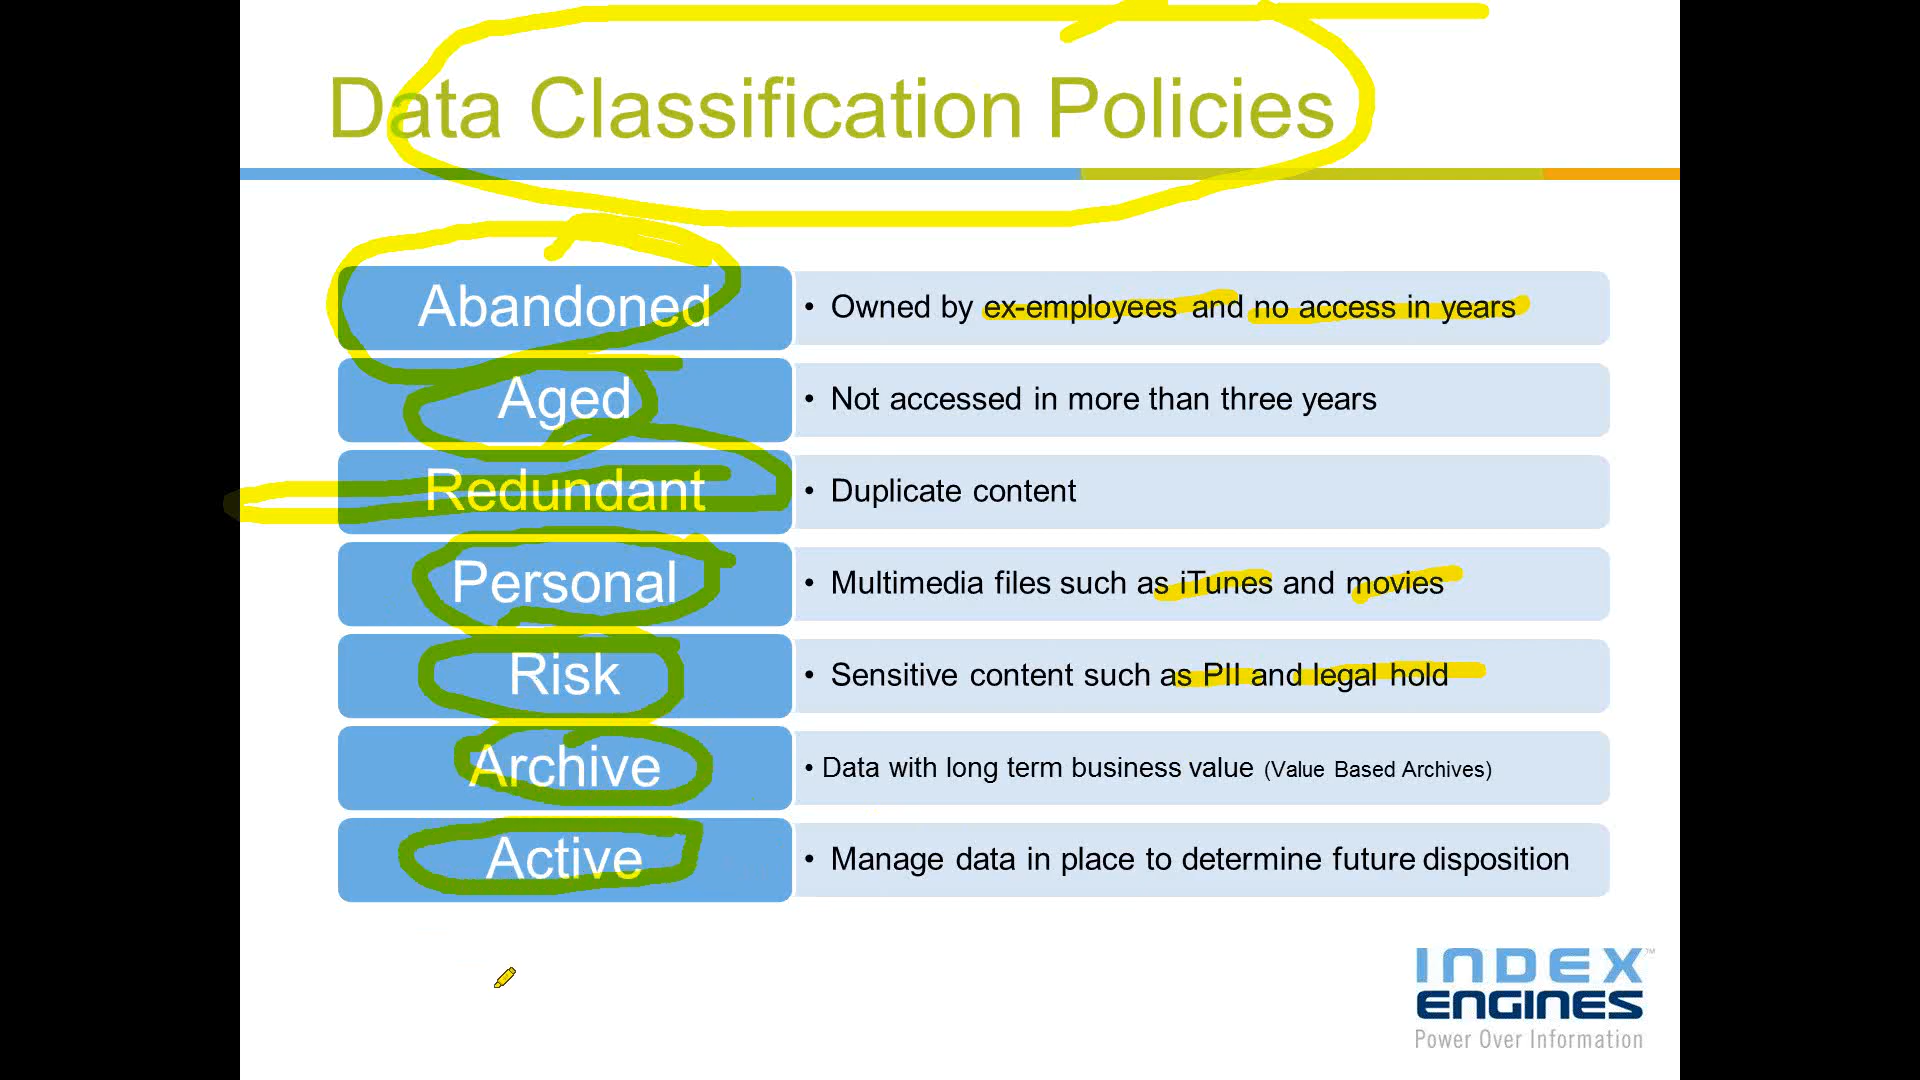 Data Classification Policies
Abandoned
• Owned by ex-employees and no access in years
Aged
• Not accessed in more than three years
Redundant
• Duplicate content
Personal
• Multimedia files such as iTunes and movies
Risk
• Sensitive content such as PII and legal hold
Archive
• Data with long term business value (Value Based Archives)
Active
• Manage data in place to determine future disposition
INDEX™
ENGINES
Power Over Information